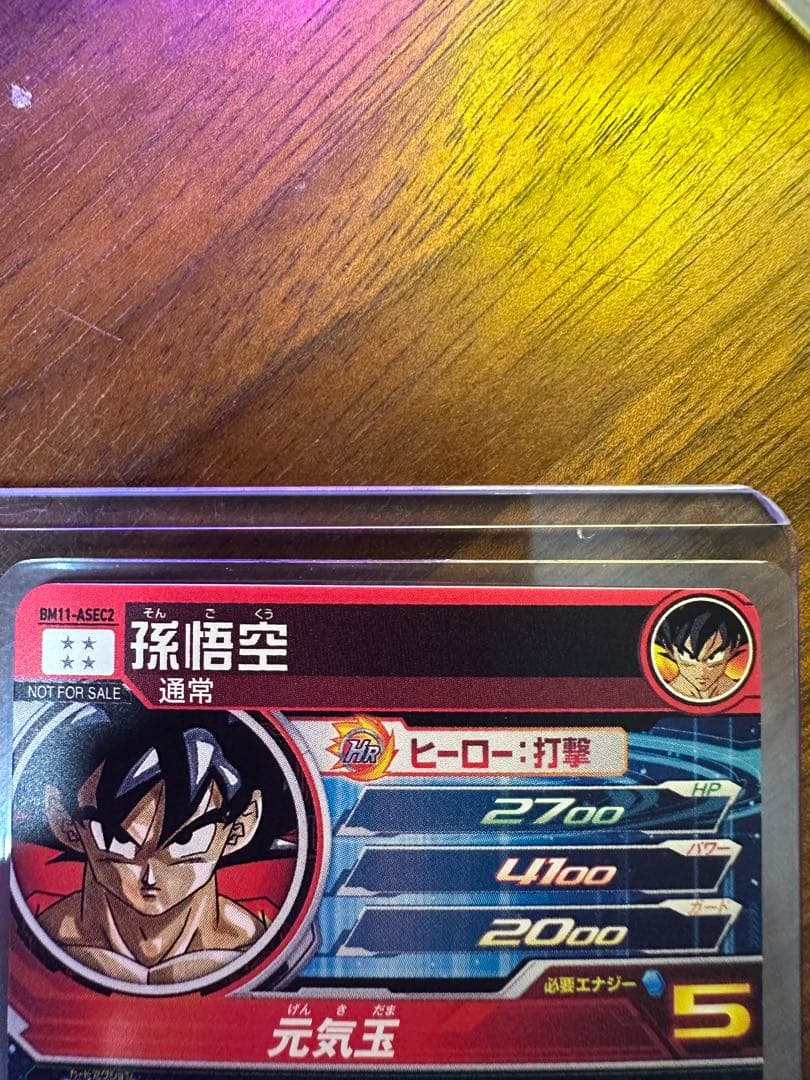 BM11-ASEC2
そん ご くう
孫悟空
NOT FOR SALE
通常
HR
ヒーロー:打撃
HP
2700
パワー
4100
ガード
2000
必要エナジー
5
げん き だま
元気玉